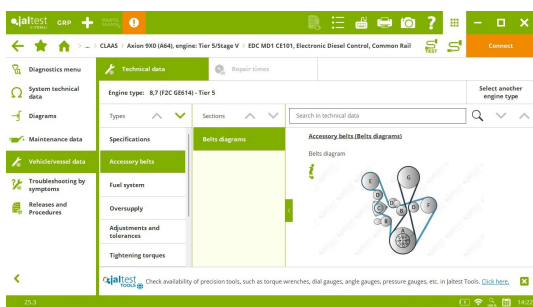 jaltest GRP
CLAAS > Axion 9X0 (A64), engine: Tier 5/Stage V > EDC MD1 CE101, Electronic Diesel Control, Common Rail
TEST
Connect
Diagnostics menu
System technical data
Diagrams
Maintenance data
Vehicle/vessel data
Troubleshooting by symptoms
Releases and Procedures
Technical data
Repair times
Engine type: 8,7 (F2C GE614) - Tier 5
Select another engine type
Types
Sections
Search in technical data
Specifications
Accessory belts
Fuel system
Oversupply
Adjustments and tolerances
Tightening torques
Belts diagrams
Accessory belts (Belts diagrams)
Belts diagram
E
G
D
C
B
D
F
B
A
jaltest TOOLS
Check availability of precision tools, such as torque wrenches, dial gauges, angle gauges, pressure gauges, etc. in Jaltest Tools. Click here.
25.3
14:22